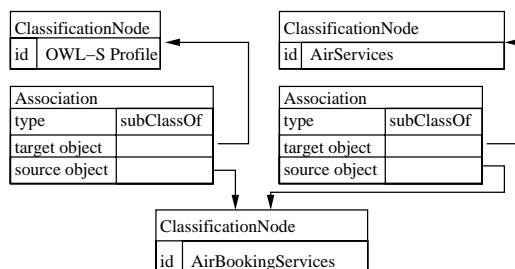 ClassificationNode
id OWL−S Profile
ClassificationNode
id AirServices
Association
type subClassOf
target object
source object
Association
type subClassOf
target object
source object
ClassificationNode
id AirBookingServices